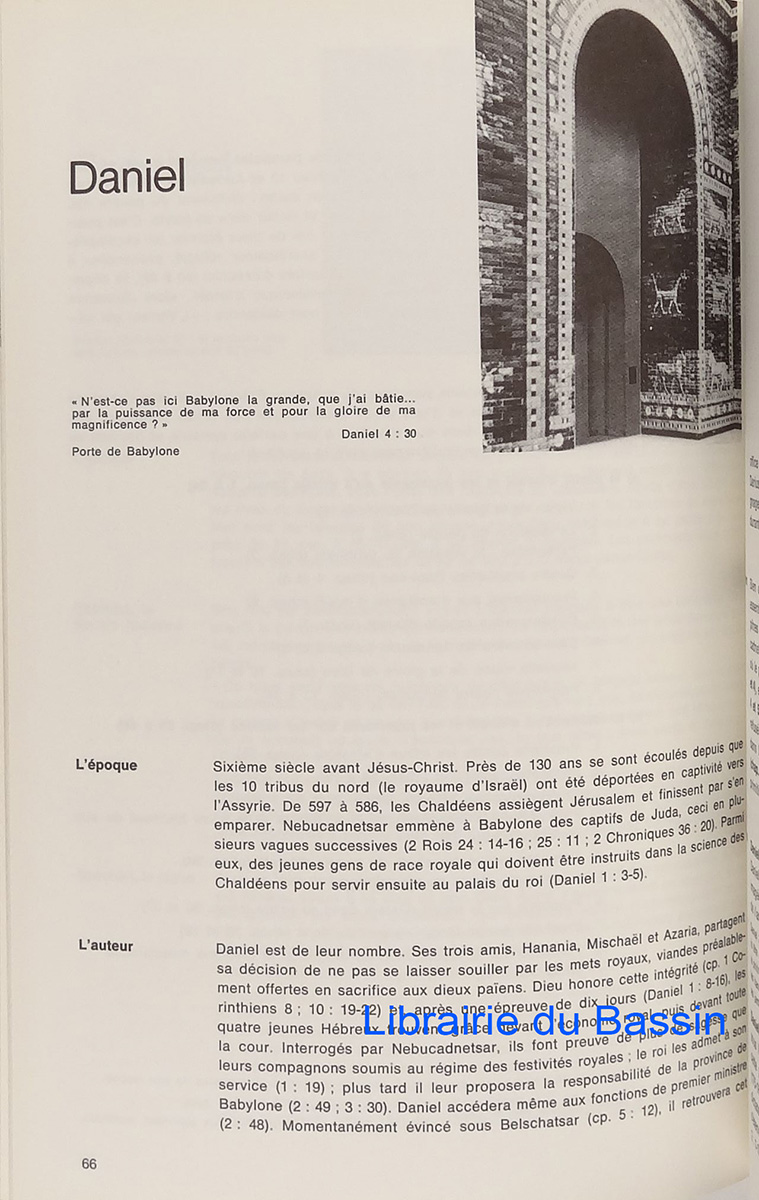 Daniel
« N'est-ce pas ici Babylone la grande, que j'ai bâtie...
par la puissance de ma force et pour la gloire de ma
magnificence ? »
Daniel 4 : 30
Porte de Babylone
L'époque
Sixième siècle avant Jésus-Christ. Près de 130 ans se sont écoulés depuis que
les 10 tribus du nord (le royaume d'Israël) ont été déportées en captivité vers
l'Assyrie. De 597 à 586, les Chaldéens assiègent Jérusalem et finissent par s'en
emparer. Nebucadnetsar emmène à Babylone des captifs de Juda, ceci en plu-
sieurs vagues successives (2 Rois 24 : 14-16 ; 25 : 11 ; 2 Chroniques 36 : 20). Parmi
eux, des jeunes gens de race royale qui doivent être instruits dans la science des
Chaldéens pour servir ensuite au palais du roi (Daniel 1 : 3-5).
L'auteur
Daniel est de leur nombre. Ses trois amis, Hanania, Mischaël et Azaria, partagent
sa décision de ne pas se laisser souiller par les mets royaux, viandes préalable-
ment offertes en sacrifice aux dieux païens. Dieu honore cette intégrité (cp. 1 Co-
rinthiens 8 ; 10 : 19-22) et, après une épreuve de dix jours (Daniel 1 : 8-16), les
quatre jeunes Hébreux trouvent grâce devant l'économe royal puis devant toute
la cour. Interrogés par Nebucadnetsar, ils font preuve de plus de sagesse que
leurs compagnons soumis au régime des festivités royales ; le roi les admet à son
service (1 : 19) ; plus tard il leur proposera la responsabilité de la province de
Babylone (2 : 49 ; 3 : 30). Daniel accédera même aux fonctions de premier ministre
(2 : 48). Momentanément évincé sous Belschatsar (cp. 5 : 12), il retrouvera cet
66
Librairie du Bassin